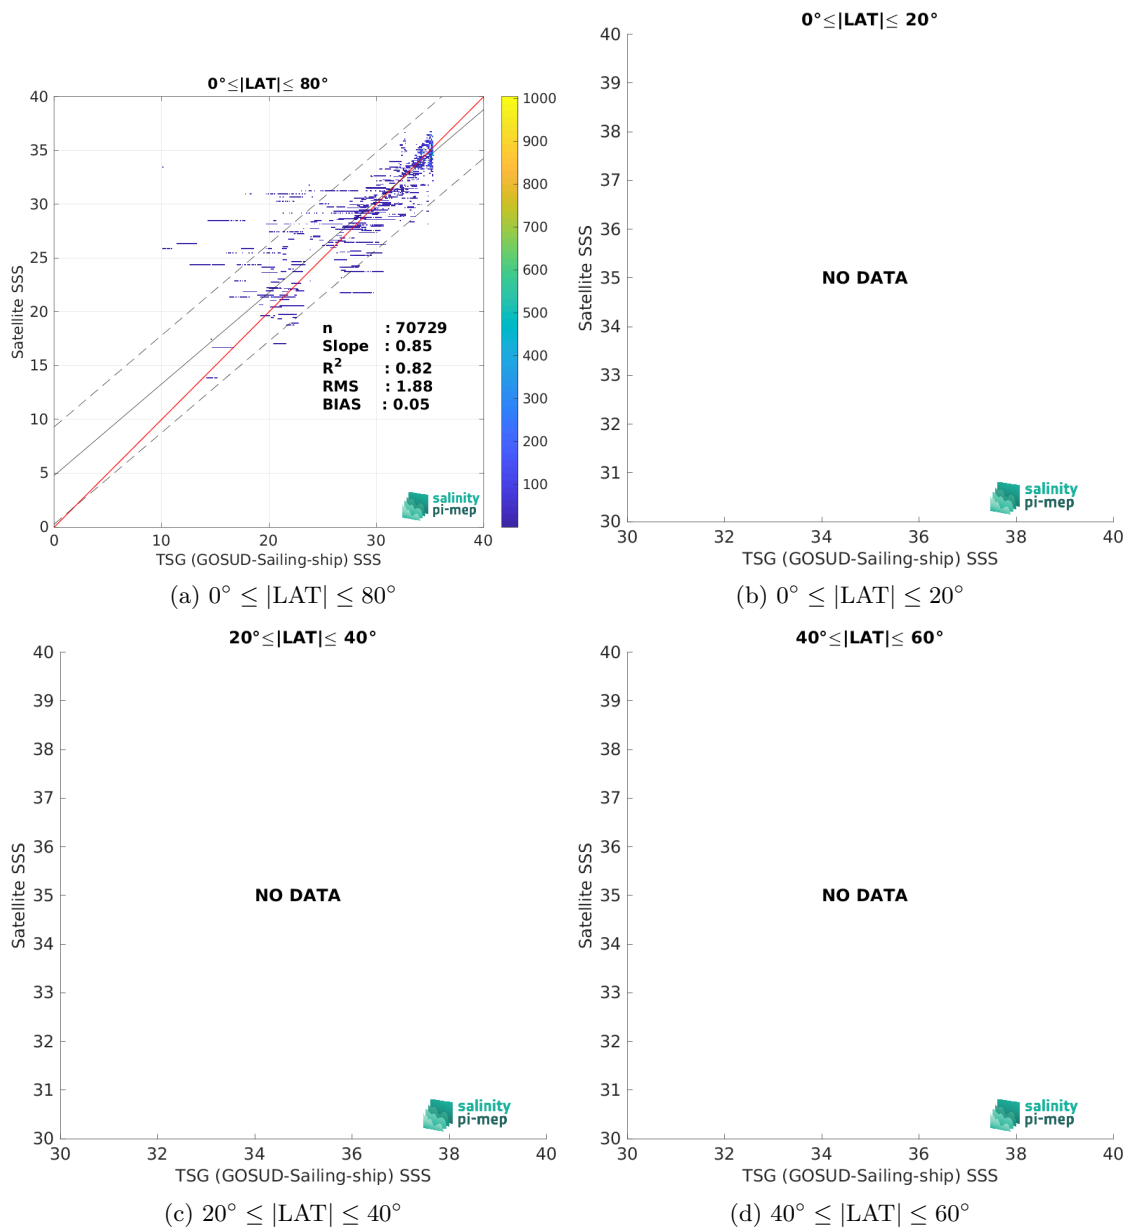 0°≤|LAT|≤ 80°
40
35
30
25
20
15
10
5
0
0
10
20
30
40
Satellite SSS
TSG (GOSUD-Sailing-ship) SSS
n : 70729
Slope : 0.85
R² : 0.82
RMS : 1.88
BIAS : 0.05
salinity
pi-mep
1000
900
800
700
600
500
400
300
200
100
(a) 0° ≤ |LAT| ≤ 80°
0°≤|LAT|≤ 20°
40
39
38
37
36
35
34
33
32
31
30
30
32
34
36
38
40
Satellite SSS
NO DATA
salinity
pi-mep
TSG (GOSUD-Sailing-ship) SSS
(b) 0° ≤ |LAT| ≤ 20°
20°≤|LAT|≤ 40°
40
39
38
37
36
35
34
33
32
31
30
30
32
34
36
38
40
Satellite SSS
NO DATA
salinity
pi-mep
TSG (GOSUD-Sailing-ship) SSS
(c) 20° ≤ |LAT| ≤ 40°
40°≤|LAT|≤ 60°
40
39
38
37
36
35
34
33
32
31
30
30
32
34
36
38
40
Satellite SSS
NO DATA
salinity
pi-mep
TSG (GOSUD-Sailing-ship) SSS
(d) 40° ≤ |LAT| ≤ 60°